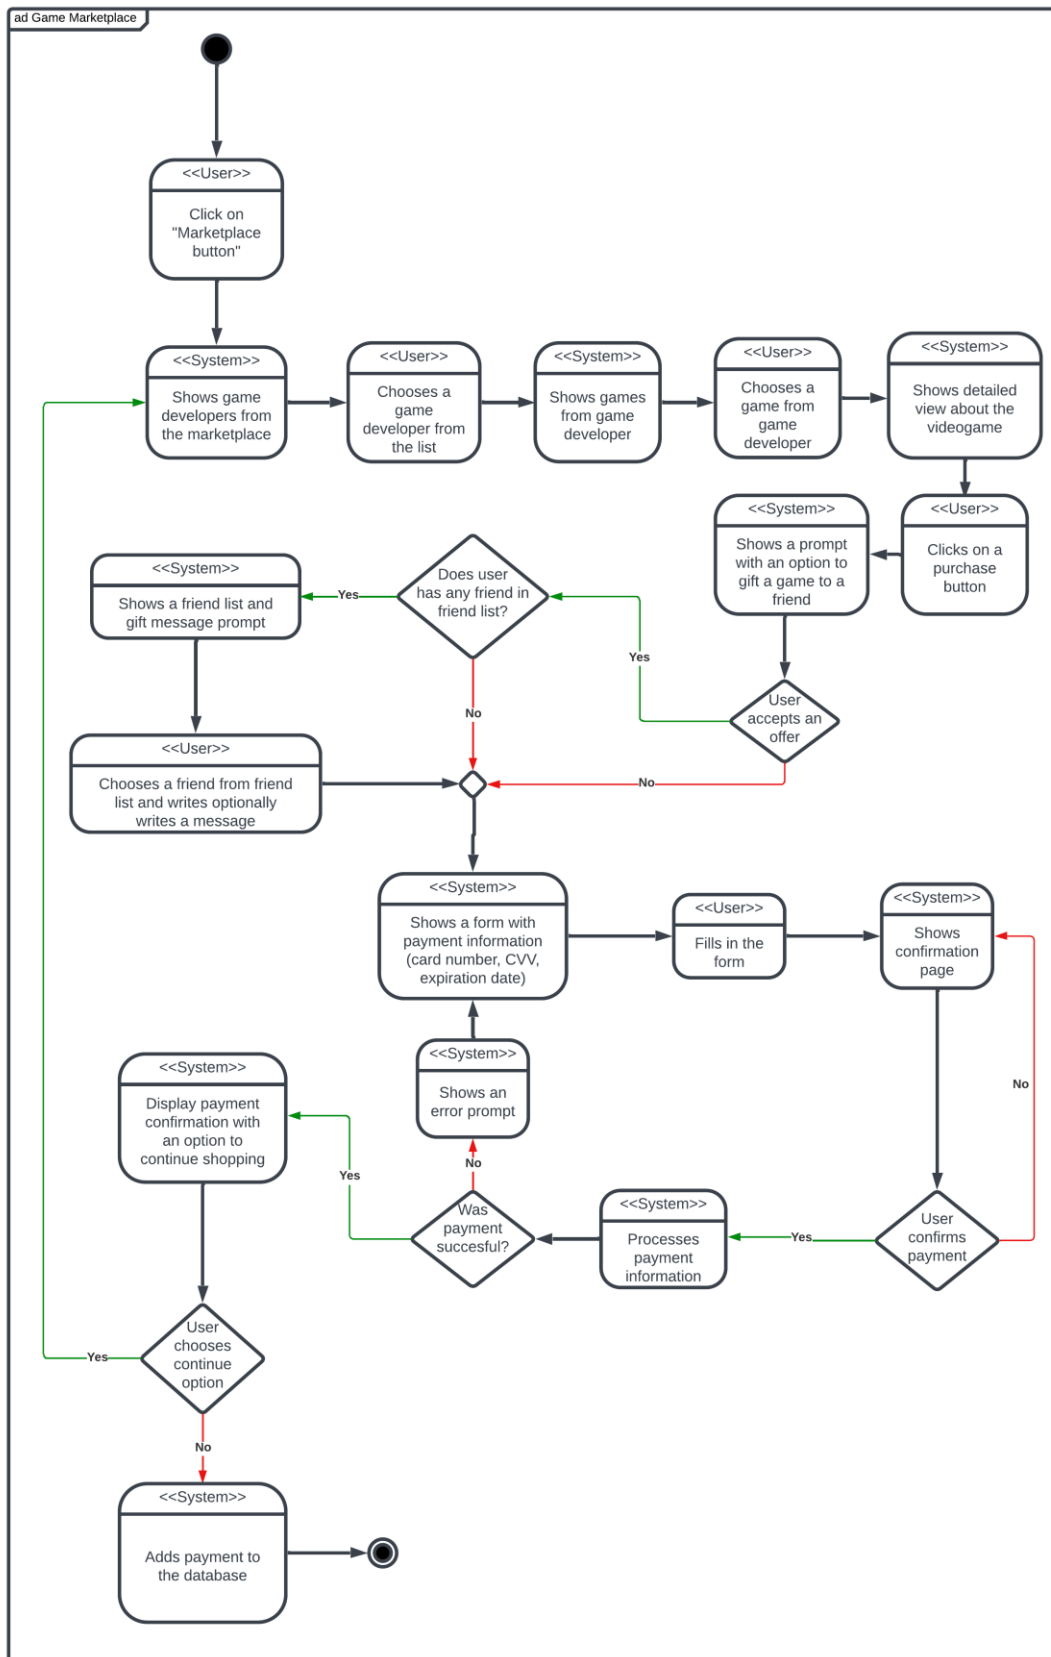 ad Game Marketplace
<<User>>
Click on
"Marketplace
button"
<<System>>
Shows game
developers from
the marketplace
<<User>>
Chooses a
game
developer from
the list
<<System>>
Shows games
from game
developer
<<User>>
Chooses a
game from
game
developer
<<System>>
Shows detailed
view about the
videogame
<<User>>
Clicks on a
purchase
button
<<System>>
Shows a prompt
with an option to
gift a game to a
friend
User
accepts an
offer
Yes
No
Does user
has any friend in
friend list?
Yes
No
<<System>>
Shows a friend list and
gift message prompt
<<User>>
Chooses a friend from friend
list and writes optionally
writes a message
<<System>>
Shows a form with
payment information
(card number, CVV,
expiration date)
<<User>>
Fills in the
form
<<System>>
Shows
confirmation
page
User
confirms
payment
No
Yes
<<System>>
Processes
payment
information
Was
payment
succesful?
No
<<System>>
Shows an
error prompt
Yes
<<System>>
Display payment
confirmation with
an option to
continue shopping
User
chooses
continue
option
Yes
No
<<System>>
Adds payment to
the database